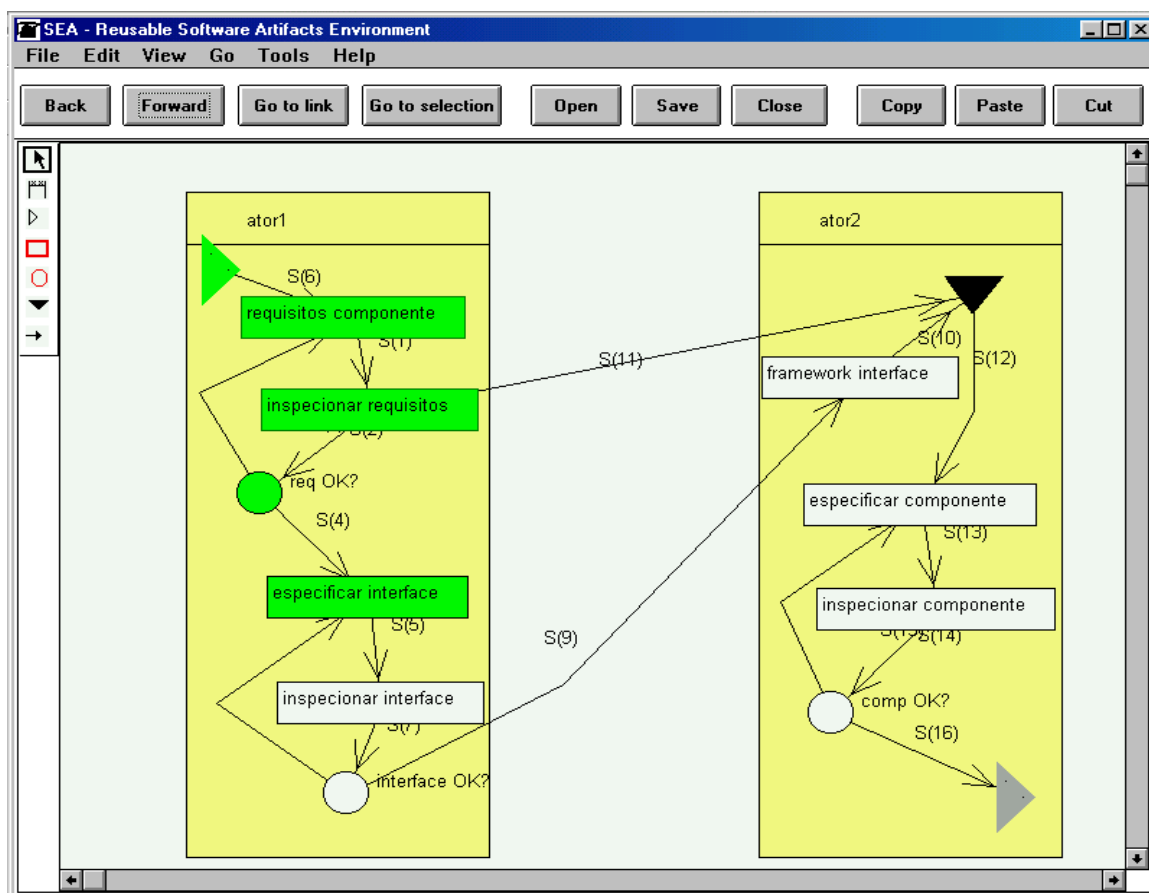 SEA - Reusable Software Artifacts Environment
File Edit View Go Tools Help
Back Forward Go to link Go to selection Open Save Close Copy Paste Cut
ator1
S(6)
requisitos componente
S(1)
inspecionar requisitos
S(2)
req OK?
S(4)
especificar interface
S(5)
inspecionar interface
S(7)
interface OK?
S(11)
S(9)
ator2
S(10)
S(12)
framework interface
especificar componente
S(13)
inspecionar componente
S(14)
comp OK?
S(16)